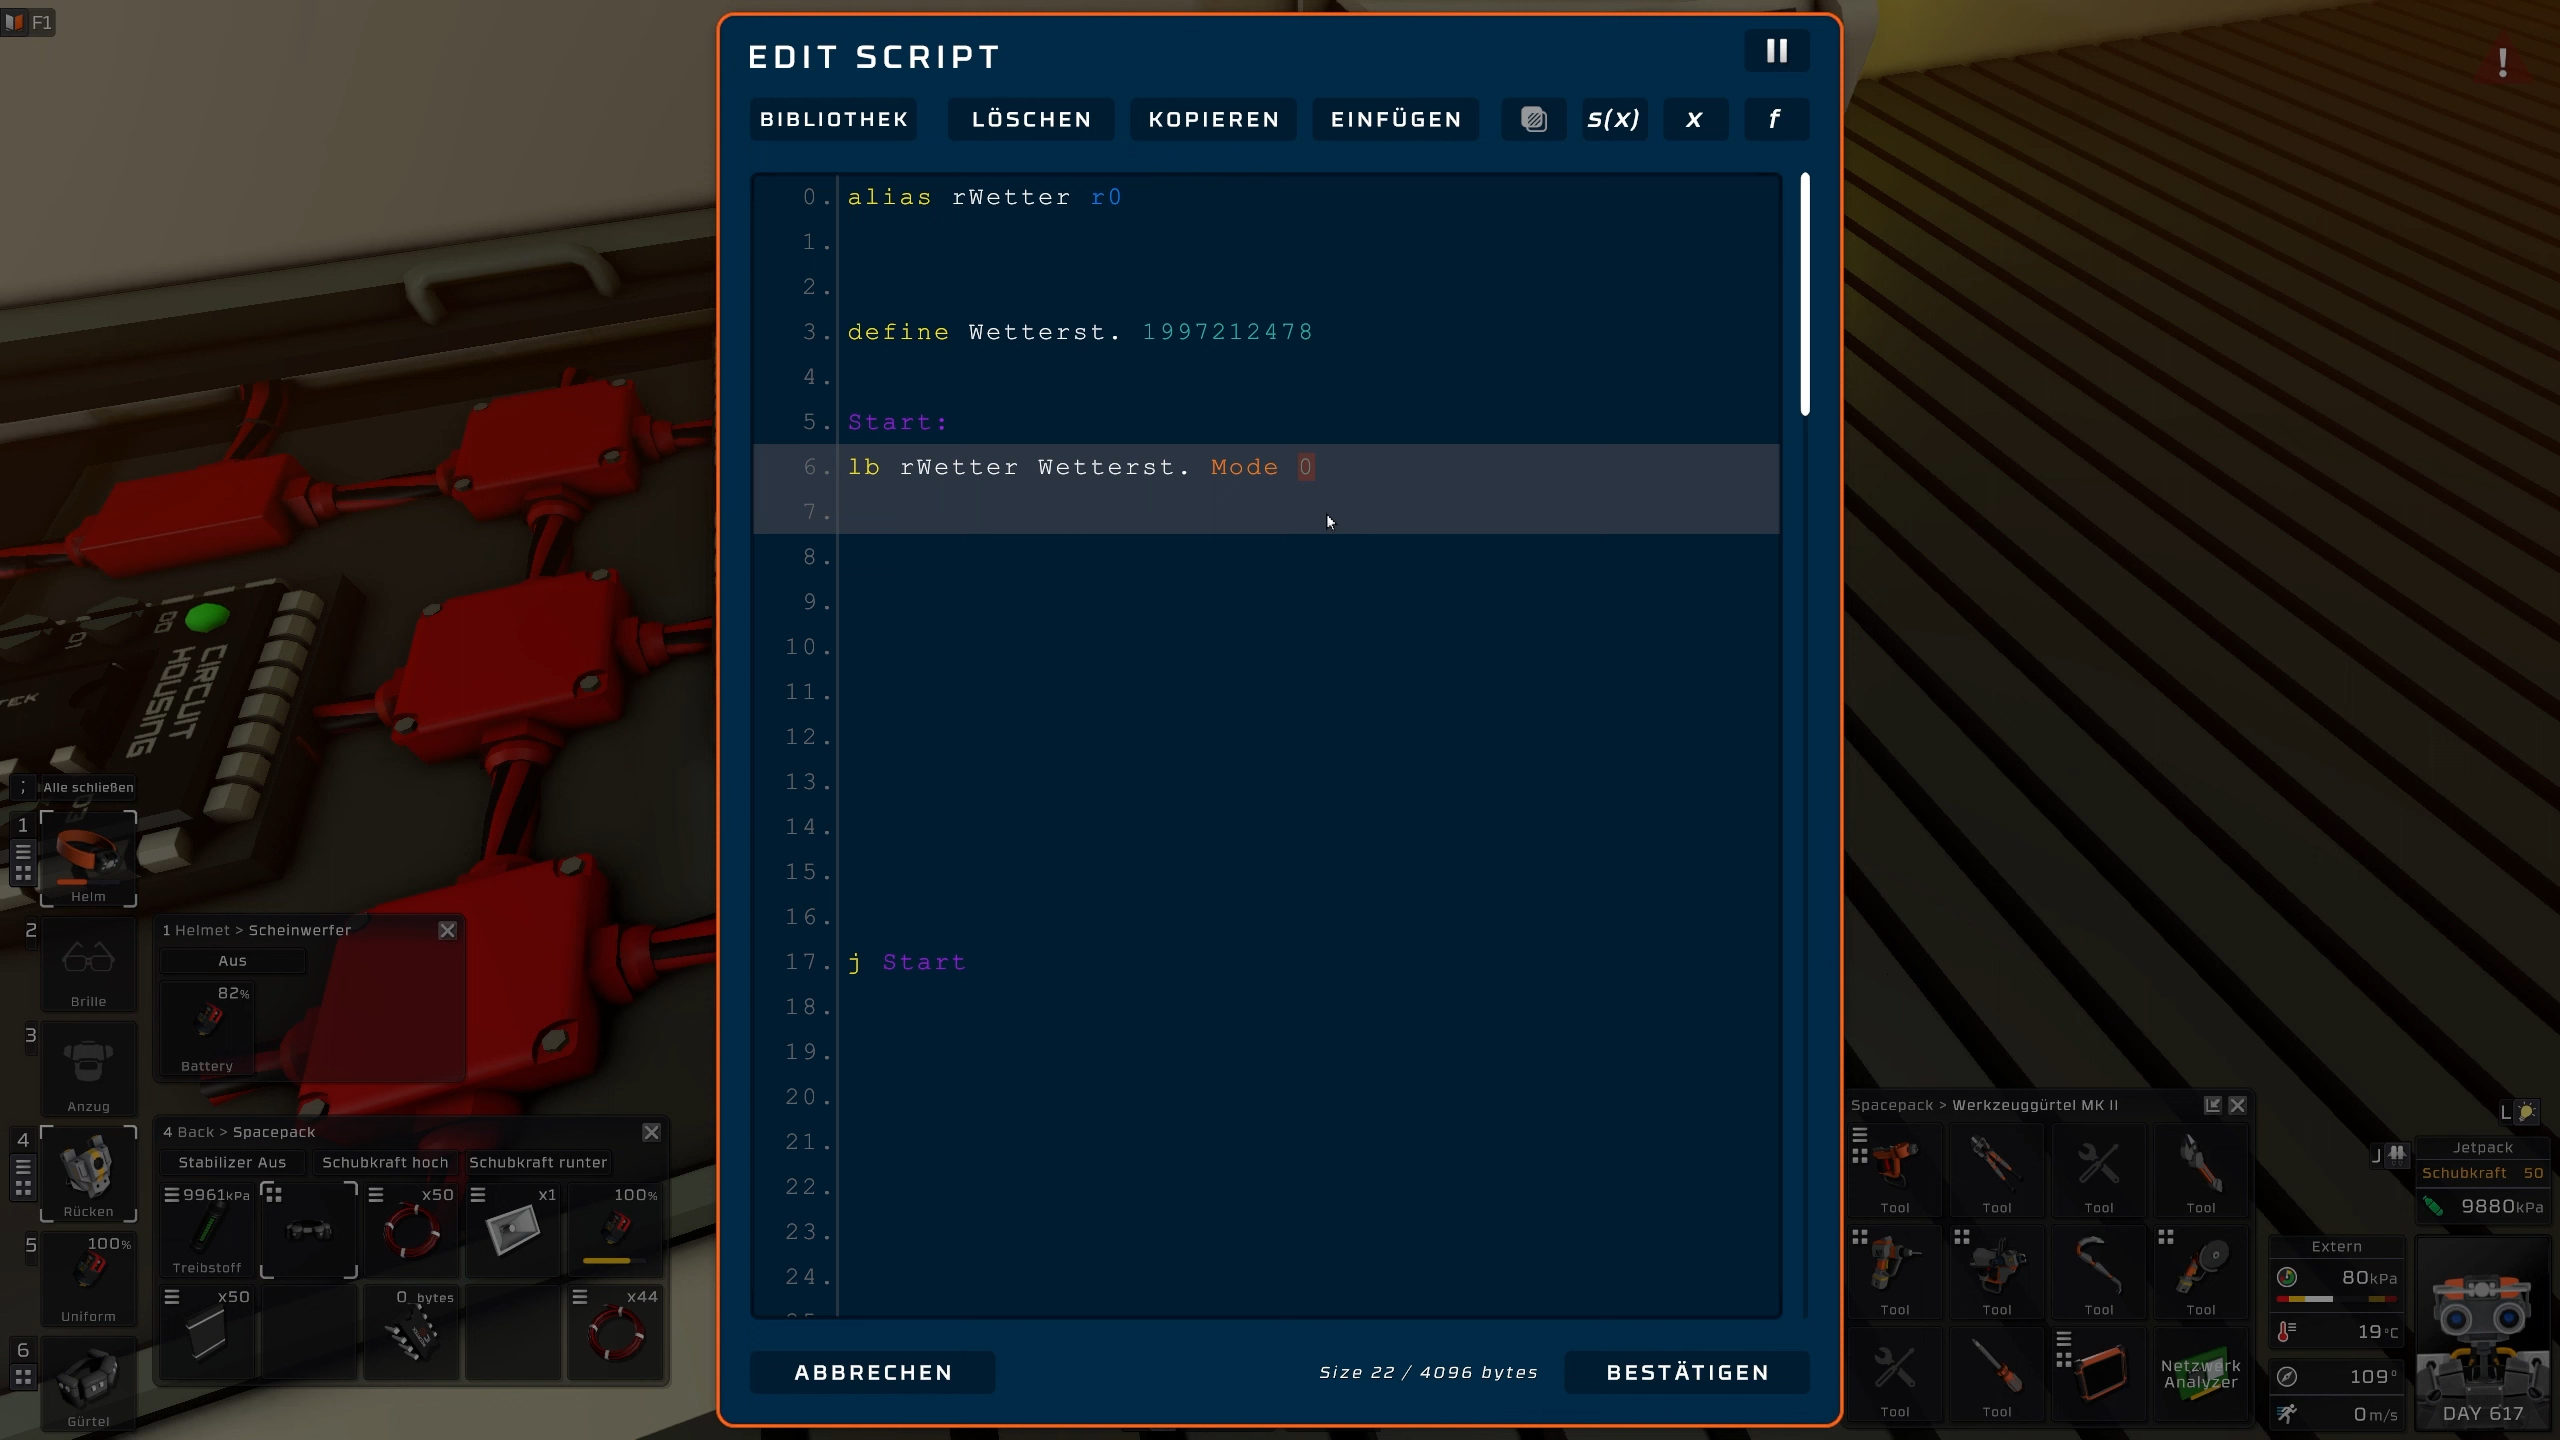 F1
EDIT SCRIPT
BIBLIOTHEK LÖSCHEN KOPIEREN EINFÜGEN s(x) x f
0. alias rWetter r0
1.
2.
3. define Wetterst. 1997212478
4.
5. Start:
6. lb rWetter Wetterst. Mode 0
7.
8.
9.
10.
11.
12.
13.
14.
15.
16.
17. j Start
18.
19.
20.
21.
22.
23.
24.
ABBRECHEN Size 22 / 4096 bytes BESTÄTIGEN
CIRCUIT
HOUSING
; Alle schließen
1
Helm
2
Brille
3
Anzug
4
Rücken
5 100%
Uniform
6
Gürtel
1 Helmet > Scheinwerfer
Aus
82%
Battery
4 Back > Spacepack
Stabilizer Aus Schubkraft hoch Schubkraft runter
9961kPa x50 x1 100%
Treibstoff
x50 0 bytes x44
Spacepack > Werkzeuggürtel MK II
Tool Tool Tool Tool
Tool Tool Tool Tool
Netzwerk
Analyzer
Tool Tool
L
J
Jetpack
Schubkraft 50
9880kPa
Extern
80kPa
19°C
109°
0m/s
DAY 617